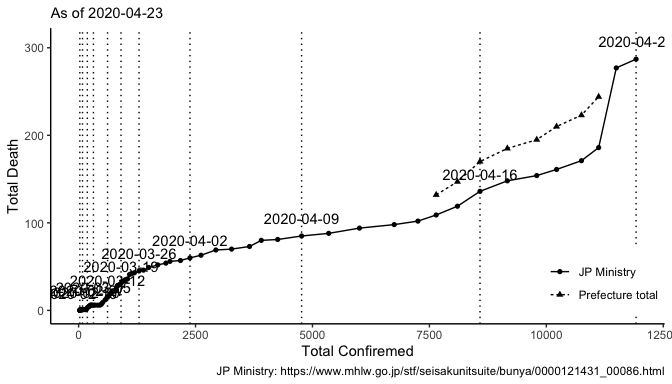 As of 2020-04-23
Total Death
300
200
100
0
2020-04-2
2020-04-16
2020-04-09
2020-04-02
2020-03-26
2020-03-19
JP Ministry
Prefecture total
0
2500
5000
7500
10000
1250
Total Confiremed
JP Ministry: https://www.mhlw.go.jp/stf/seisakunitsuite/bunya/0000121431_00086.html